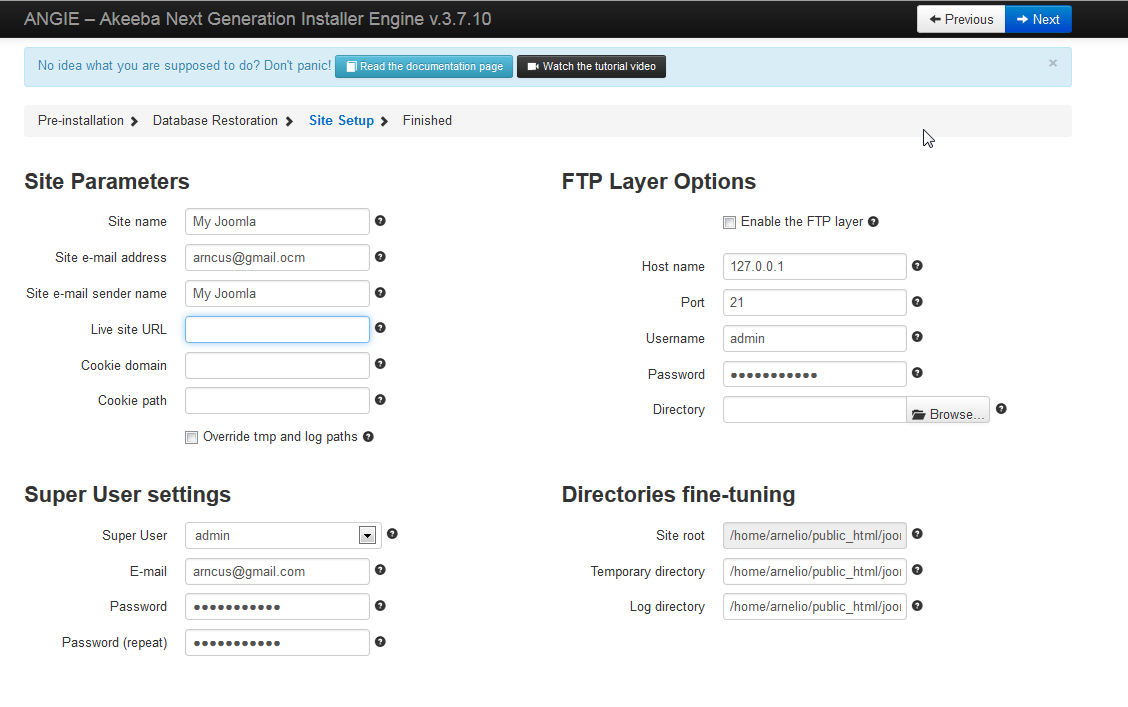 ANGIE – Akeeba Next Generation Installer Engine v.3.7.10
Previous
Next
No idea what you are supposed to do? Don't panic! Read the documentation page Watch the tutorial video ×
Pre-installation Database Restoration Site Setup Finished
Site Parameters
Site name My Joomla
Site e-mail address arncus@gmail.ocm
Site e-mail sender name My Joomla
Live site URL
Cookie domain
Cookie path
Override tmp and log paths
FTP Layer Options
Enable the FTP layer
Host name 127.0.0.1
Port 21
Username admin
Password ●●●●●●●●●●●
Directory Browse...
Super User settings
Super User admin
E-mail arncus@gmail.com
Password ●●●●●●●●●●●
Password (repeat) ●●●●●●●●●●●
Directories fine-tuning
Site root /home/arnelio/public_html/joo
Temporary directory /home/arnelio/public_html/joo
Log directory /home/arnelio/public_html/joo